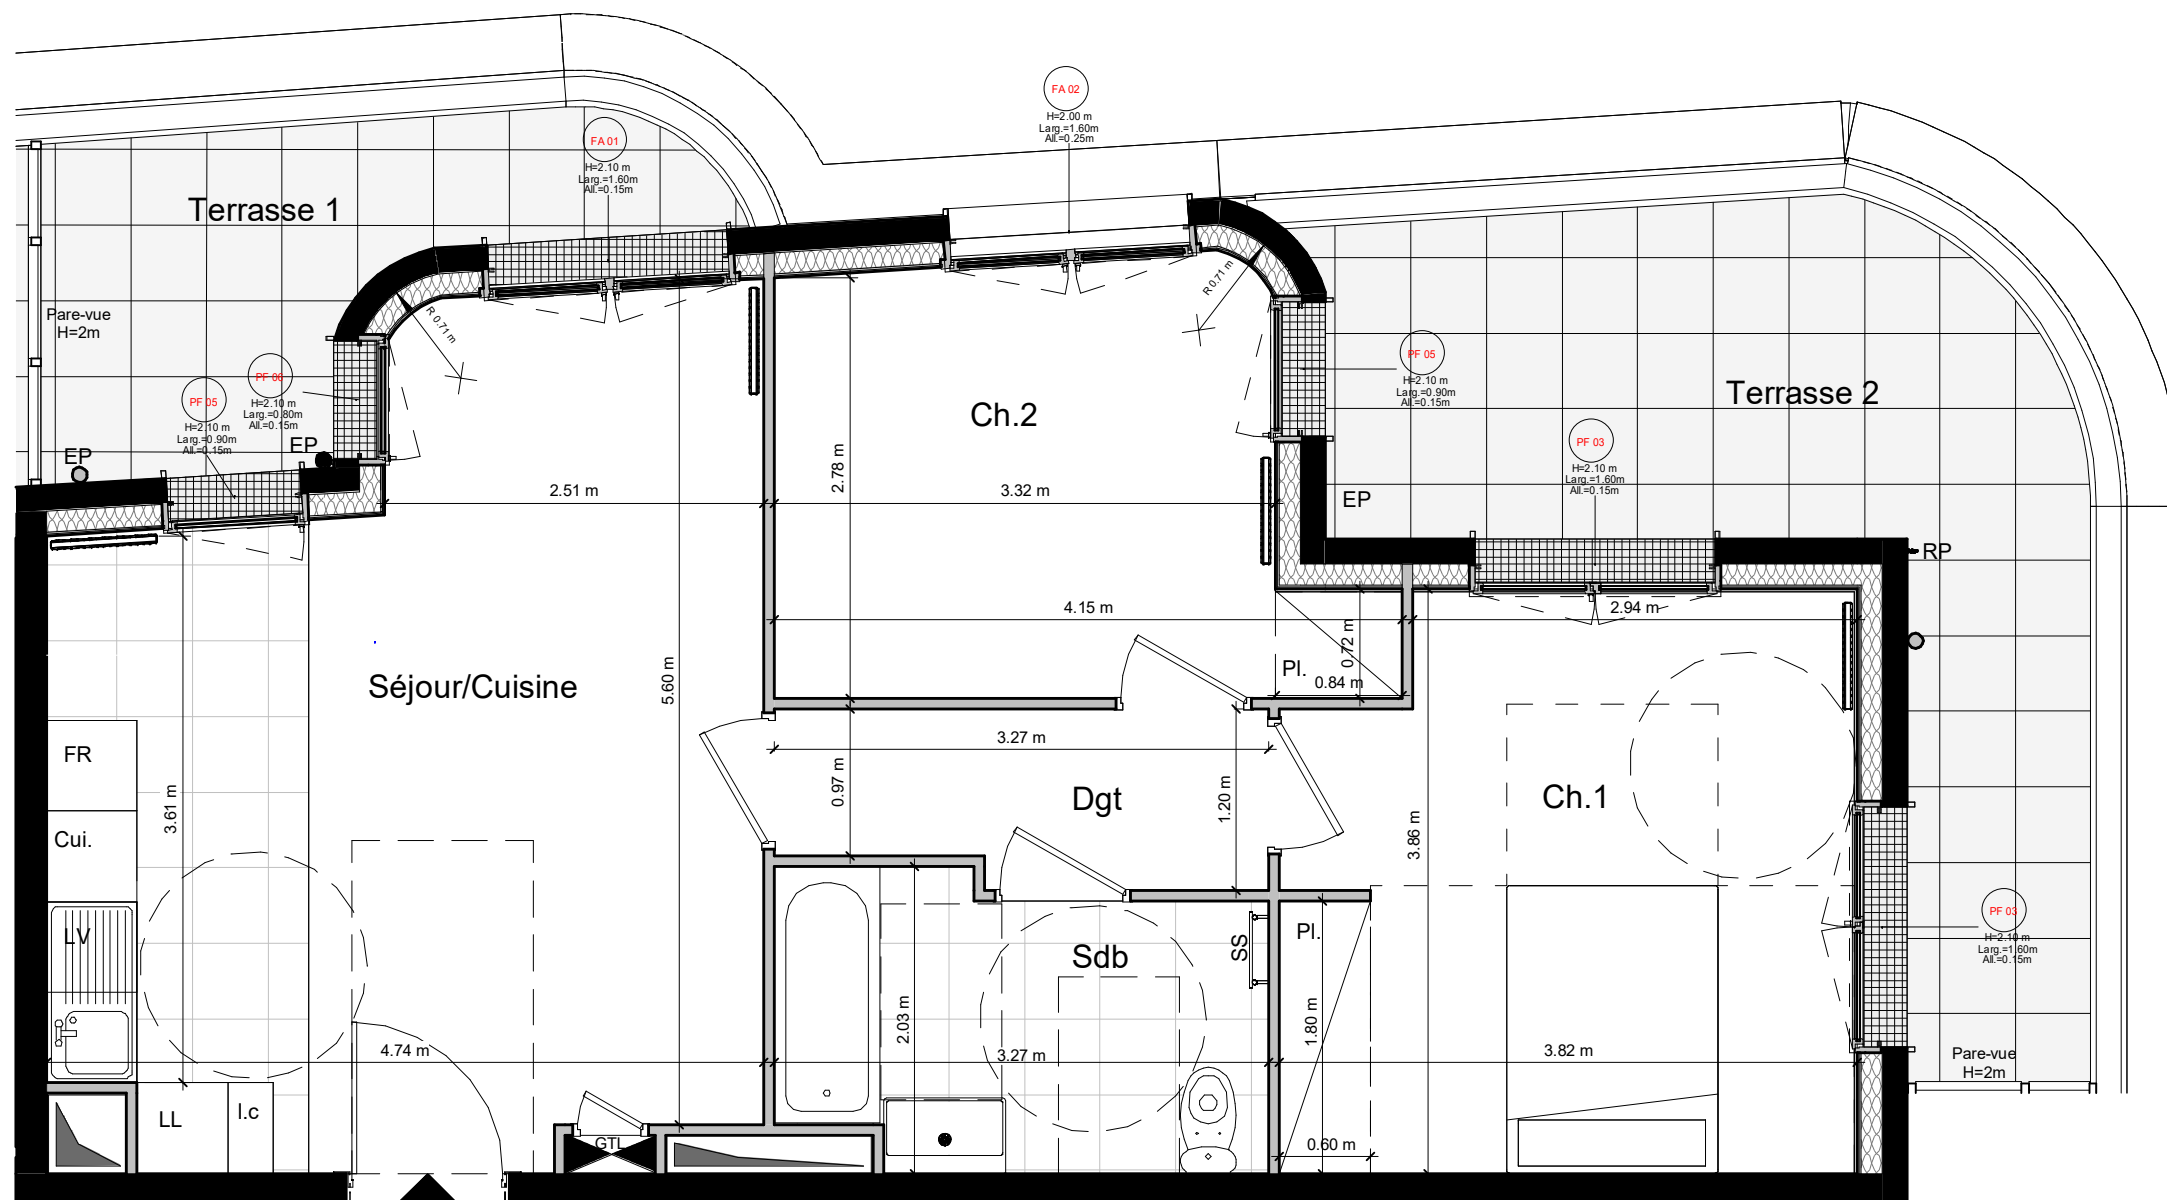 FA 02
H=2.00 m
Larg.=1.60m
All.=0.25m
FA 01
H=2.10 m
Larg.=1.60m
All.=0.15m
Terrasse 1
Pare-vue
H=2m
PF 06
H=2.10 m
Larg.=0.80m
All.=0.15m
PF 05
H=2.10 m
Larg.=0.90m
All.=0.15m
EP
EP
R 0.71 m
R 0.71 m
PF 05
H=2.10 m
Larg.=0.90m
All.=0.15m
Terrasse 2
Ch.2
PF 03
H=2.10 m
Larg.=1.60m
All.=0.15m
2.51 m
2.78 m
3.32 m
EP
RP
4.15 m
2.94 m
0.72 m
Pl.
0.84 m
Séjour/Cuisine
5.60 m
FR
3.27 m
Cui.
3.61 m
0.97 m
Dgt
1.20 m
Ch.1
3.86 m
LV
Sdb
SS
Pl.
PF 03
H=2.10 m
Larg.=1.60m
All.=0.15m
2.03 m
1.80 m
4.74 m
3.27 m
3.82 m
Pare-vue
H=2m
LL
l.c
GTL
0.60 m